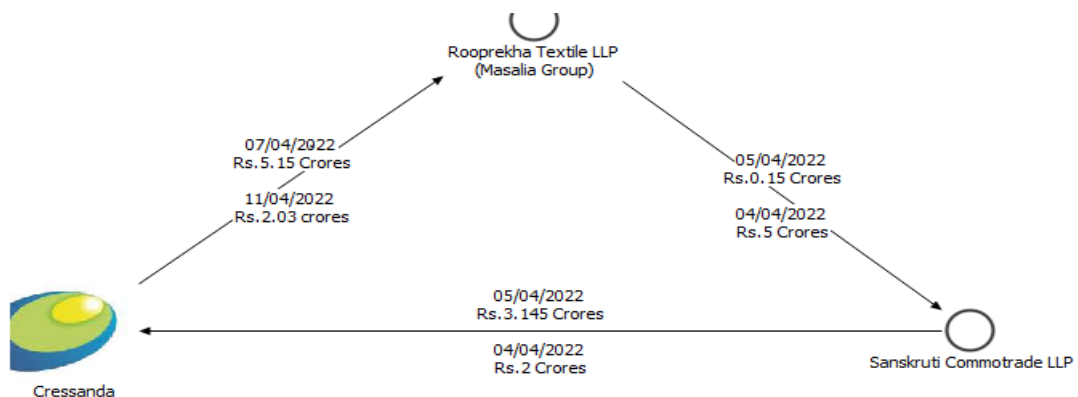 Rooprekha Textile LLP
(Masalia Group)
07/04/2022
Rs.5.15 Crores
11/04/2022
Rs.2.03 crores
05/04/2022
Rs.0.15 Crores
04/04/2022
Rs.5 Crores
05/04/2022
Rs.3.145 Crores
04/04/2022
Rs.2 Crores
Cressanda
Sanskruti Commotrade LLP